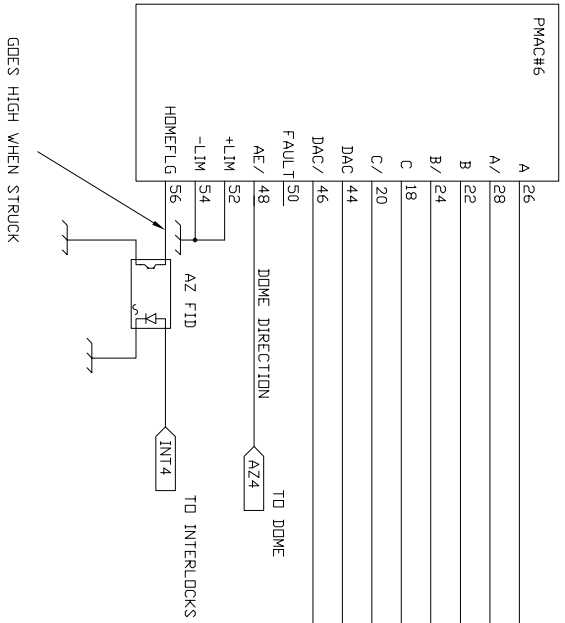 PMAC#6
A 26
A/ 28
B 22
B/ 24
C 18
C/ 20
DAC 44
DAC/ 46
FAULT 50
AE/ 48
+LIM 52
-LIM 54
HOMEFLG 56
GOES HIGH WHEN STRUCK
AZ FID
DOME DIRECTION
AZ4
TO DOME
INT4
TO INTERLOCKS